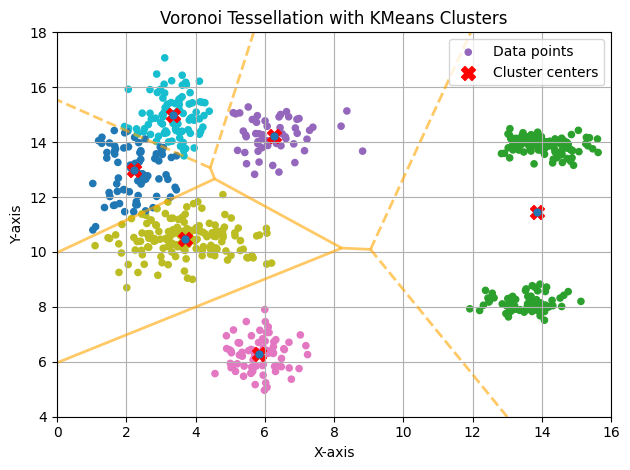 Voronoi Tessellation with KMeans Clusters
Data points
Cluster centers
18
16
14
12
10
8
6
4
Y-axis
0 2 4 6 8 10 12 14 16
X-axis